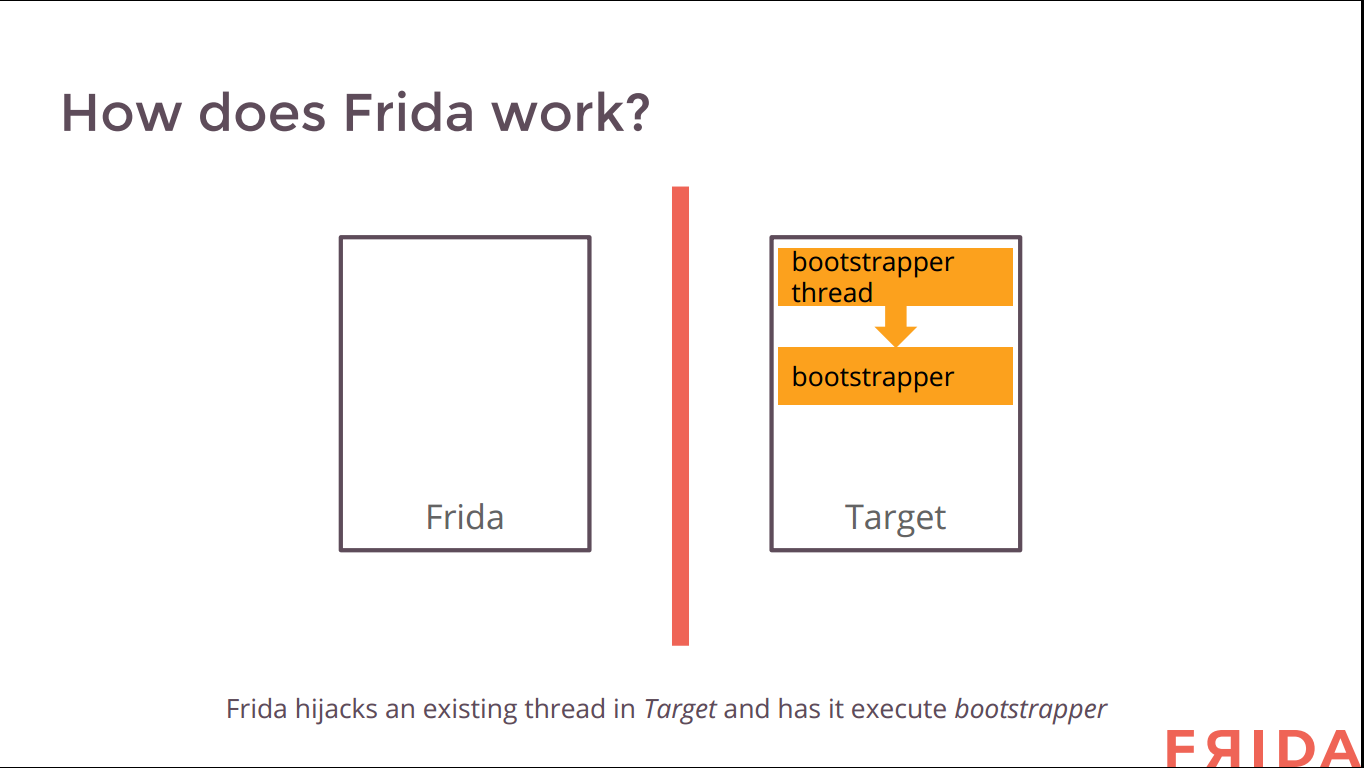 How does Frida work?
bootstrapper
thread
bootstrapper
Frida
Target
Frida hijacks an existing thread in Target and has it execute bootstrapper
FЯIDA